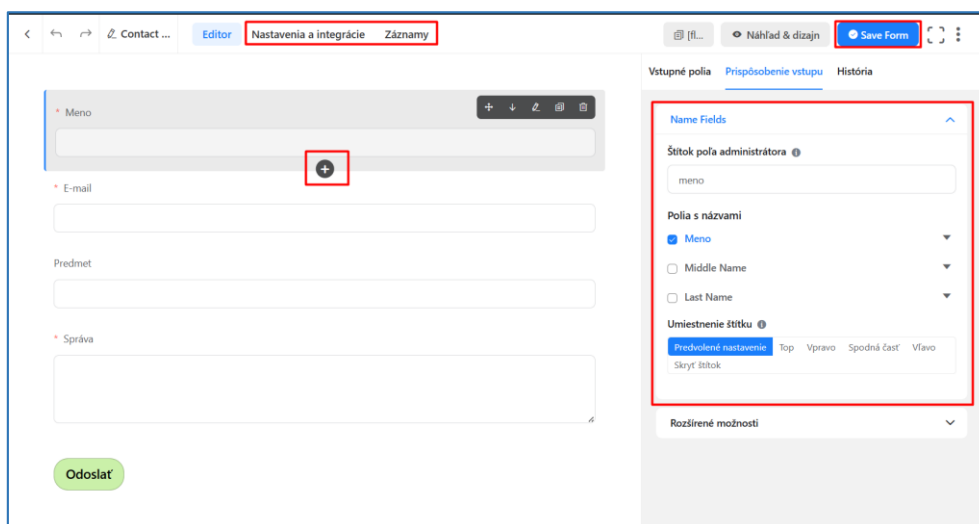 Contact ...
Editor
Nastavenia a integrácie
Záznamy
[fl...
Náhľad & dizajn
Save Form
Vstupné polia
Prispôsobenie vstupu
História
* Meno
* E-mail
Predmet
* Správa
Odoslať
Name Fields
Štítok poľa administrátora
meno
Polia s názvami
Meno
Middle Name
Last Name
Umiestnenie štítku
Predvolené nastavenie Top Vpravo Spodná časť Vľavo
Skryť štítok
Rozšírené možnosti